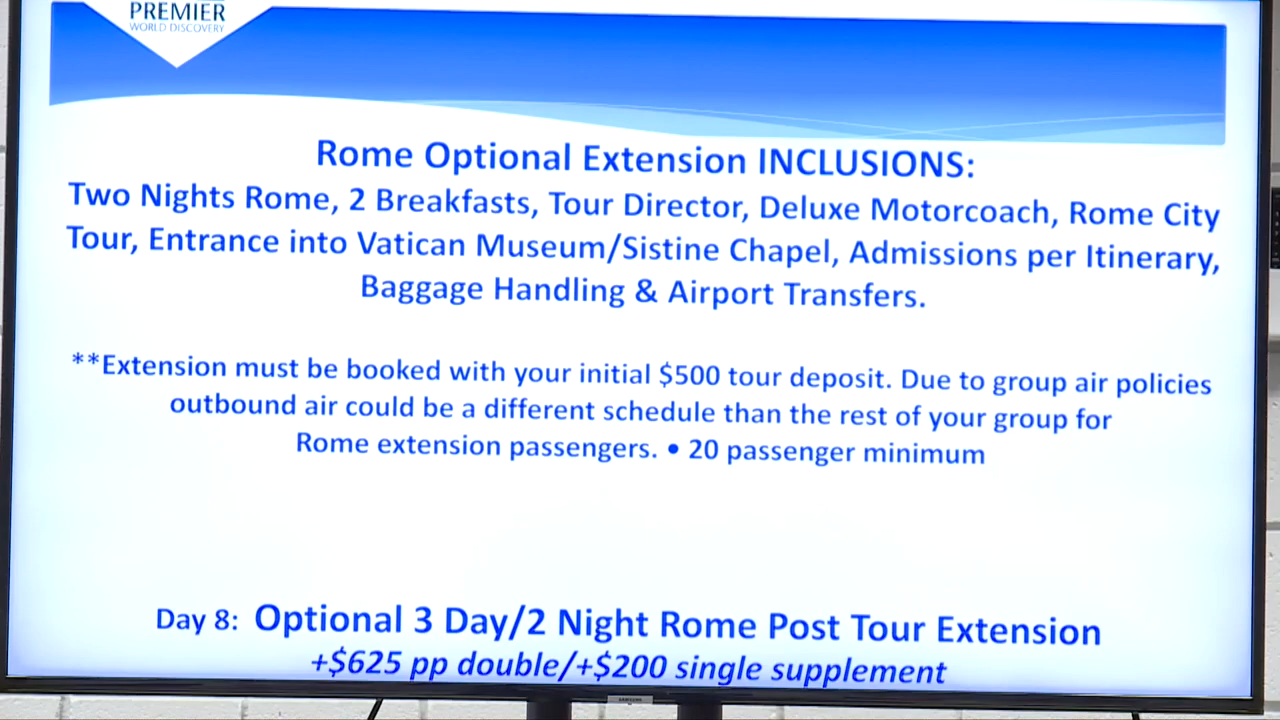 PREMIER
WORLD DISCOVERY
Rome Optional Extension INCLUSIONS:
Two Nights Rome, 2 Breakfasts, Tour Director, Deluxe Motorcoach, Rome City
Tour, Entrance into Vatican Museum/Sistine Chapel, Admissions per Itinerary,
Baggage Handling & Airport Transfers.
**Extension must be booked with your initial $500 tour deposit. Due to group air policies
outbound air could be a different schedule than the rest of your group for
Rome extension passengers. • 20 passenger minimum
Day 8: Optional 3 Day/2 Night Rome Post Tour Extension
+$625 pp double/+$200 single supplement
SAMSUNG